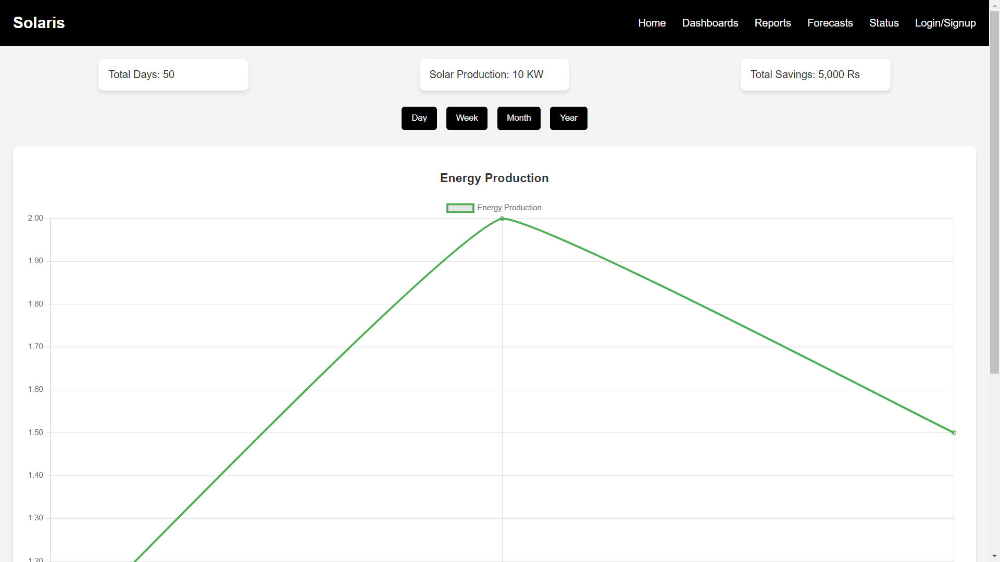 Solaris
Home Dashboards Reports Forecasts Status Login/Signup
Total Days: 50
Solar Production: 10 KW
Total Savings: 5,000 Rs
Day Week Month Year
Energy Production
Energy Production
2.00
1.90
1.80
1.70
1.60
1.50
1.40
1.30
1.20